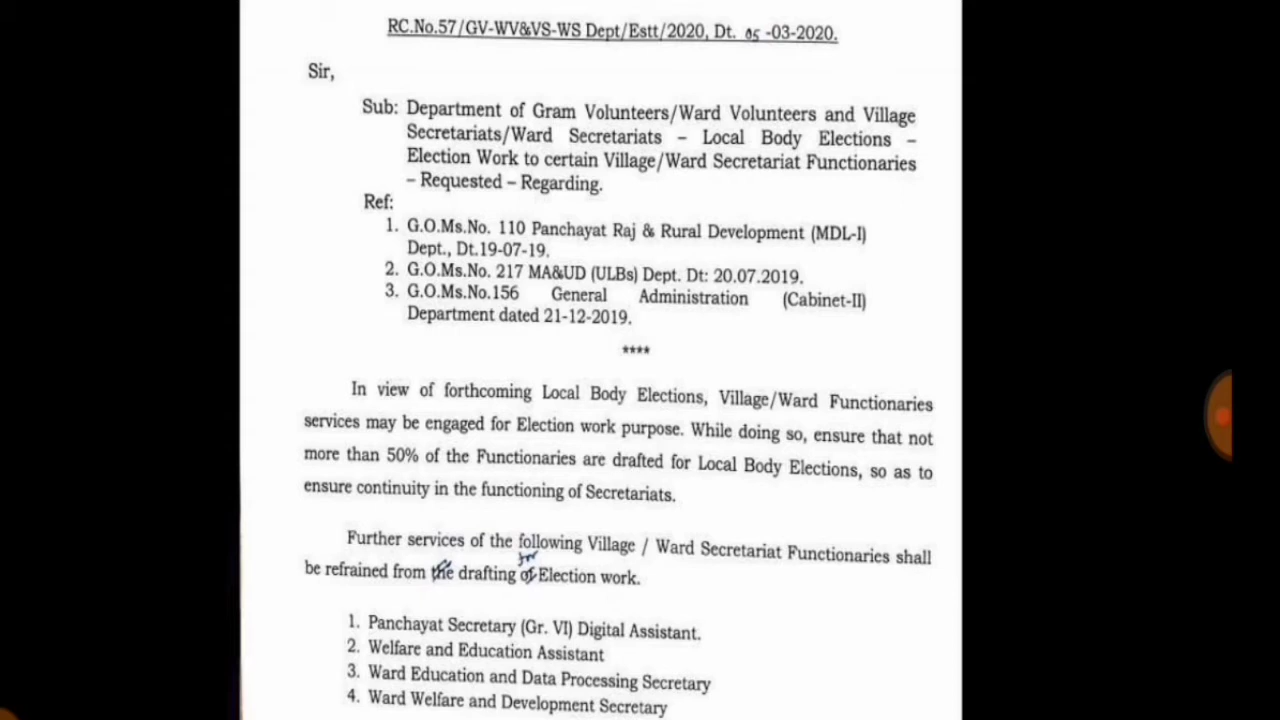 RC.No.57/GV-WV&VS-WS Dept/Estt/2020, Dt. 05 -03-2020.
Sir,
Sub: Department of Gram Volunteers/Ward Volunteers and Village
Secretariats/Ward Secretariats – Local Body Elections –
Election Work to certain Village/Ward Secretariat Functionaries
– Requested – Regarding.
Ref:
1. G.O.Ms.No. 110 Panchayat Raj & Rural Development (MDL-I)
Dept., Dt.19-07-19.
2. G.O.Ms.No. 217 MA&UD (ULBs) Dept. Dt: 20.07.2019.
3. G.O.Ms.No.156 General Administration (Cabinet-II)
Department dated 21-12-2019.
****
In view of forthcoming Local Body Elections, Village/Ward Functionaries
services may be engaged for Election work purpose. While doing so, ensure that not
more than 50% of the Functionaries are drafted for Local Body Elections, so as to
ensure continuity in the functioning of Secretariats.
Further services of the following Village / Ward Secretariat Functionaries shall
for
be refrained from the drafting of Election work.
1. Panchayat Secretary (Gr. VI) Digital Assistant.
2. Welfare and Education Assistant
3. Ward Education and Data Processing Secretary
4. Ward Welfare and Development Secretary